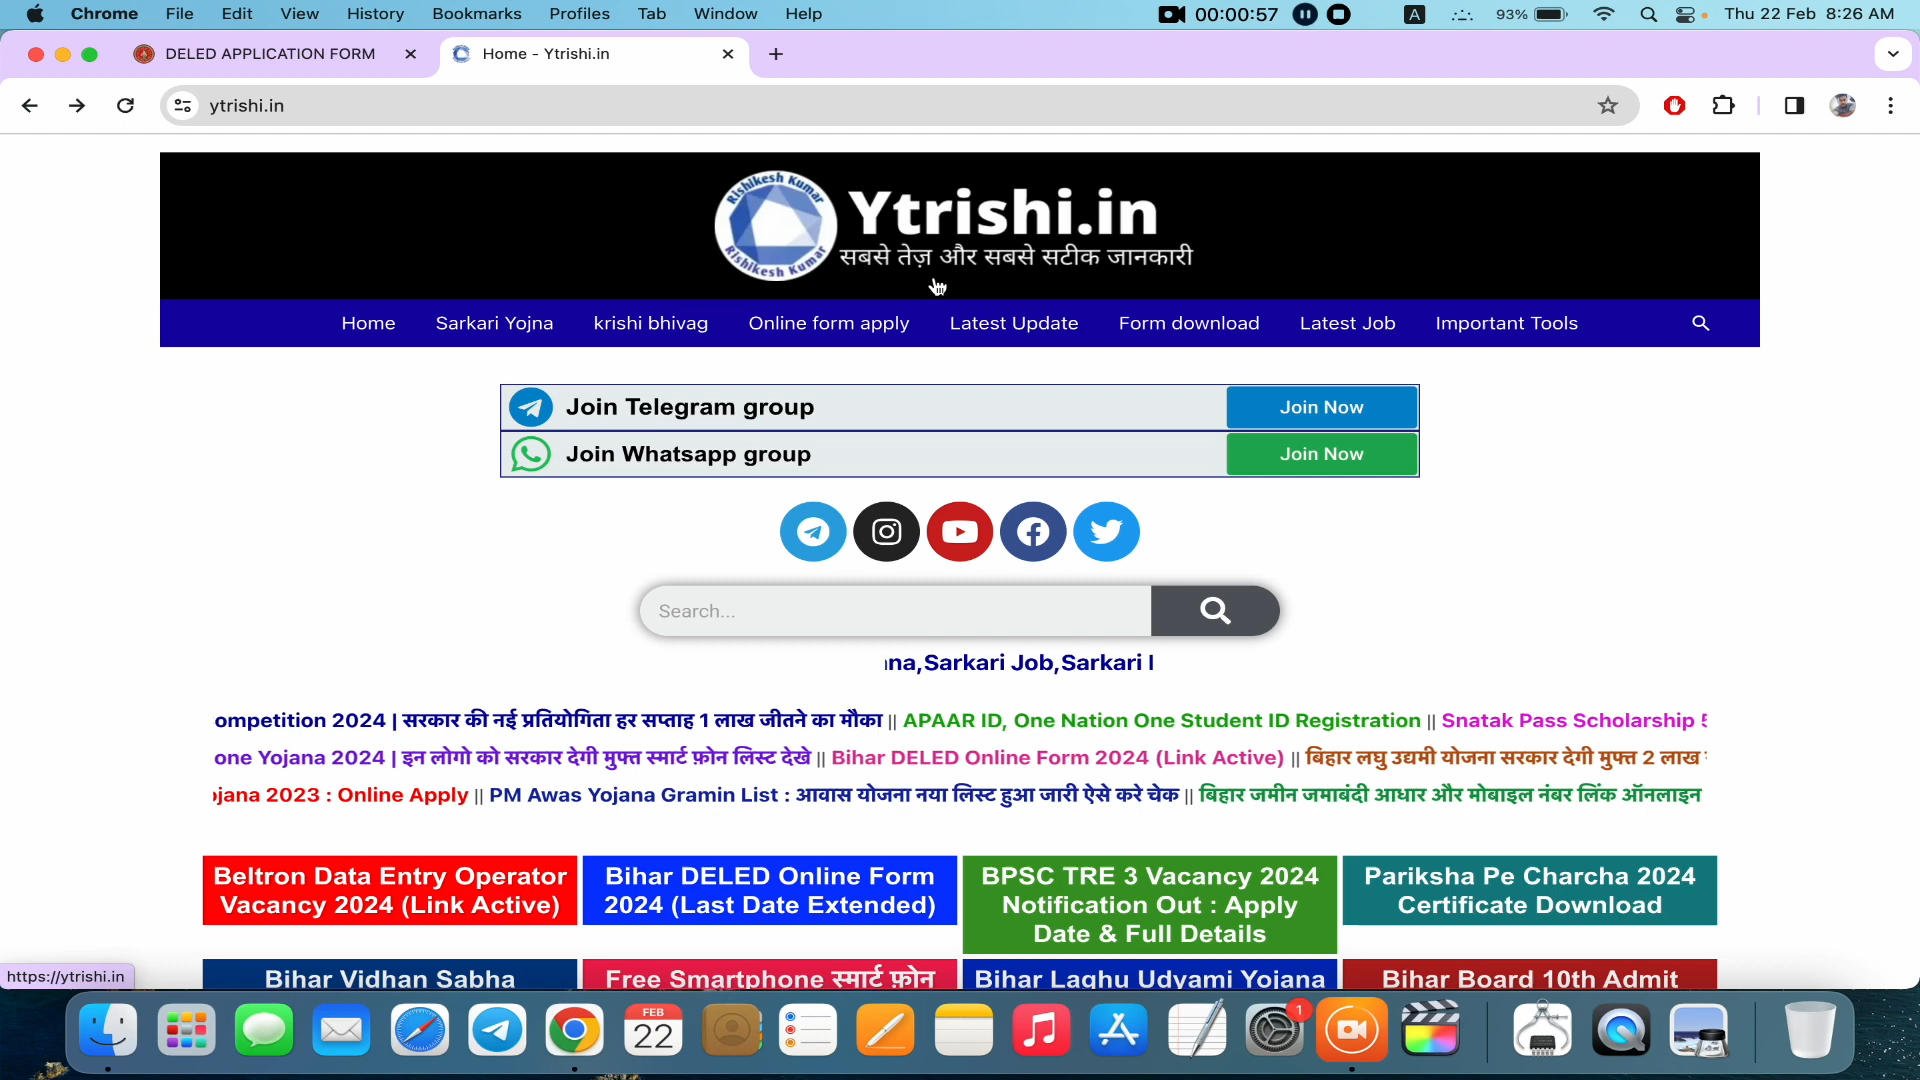 Chrome File Edit View History Bookmarks Profiles Tab Window Help 00:00:57 A 93% Thu 22 Feb 8:26 AM
DELED APPLICATION FORM Home - Ytrishi.in
ytrishi.in
Rishikesh Kumar
Rishikesh Kumar
Ytrishi.in
सबसे तेज़ और सबसे सटीक जानकारी
Home Sarkari Yojna krishi bhivag Online form apply Latest Update Form download Latest Job Important Tools
Join Telegram group Join Now
Join Whatsapp group Join Now
Search...
na,Sarkari Job,Sarkari
ompetition 2024 | सरकार की नई प्रतियोगिता हर सप्ताह 1 लाख जीतने का मौका || APAAR ID, One Nation One Student ID Registration || Snatak Pass Scholarship
one Yojana 2024 | इन लोगो को सरकार देगी मुफ्त स्मार्ट फ़ोन लिस्ट देखे || Bihar DELED Online Form 2024 (Link Active) || बिहार लघु उद्यमी योजना सरकार देगी मुफ्त 2 लाख
jana 2023 : Online Apply || PM Awas Yojana Gramin List : आवास योजना नया लिस्ट हुआ जारी ऐसे करे चेक || बिहार जमीन जमाबंदी आधार और मोबाइल नंबर लिंक ऑनलाइन
Beltron Data Entry Operator
Vacancy 2024 (Link Active)
Bihar DELED Online Form
2024 (Last Date Extended)
BPSC TRE 3 Vacancy 2024
Notification Out : Apply
Date & Full Details
Pariksha Pe Charcha 2024
Certificate Download
Bihar Vidhan Sabha
Free Smartphone स्मार्ट फ़ोन
Bihar Laghu Udyami Yojana
Bihar Board 10th Admit
https://ytrishi.in
FEB
22
1